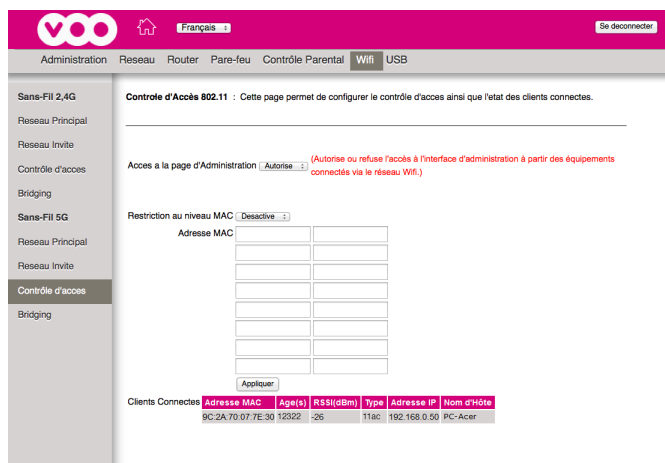 VOO
Français
Se deconnecter
Administration Reseau Router Pare-feu Contrôle Parental Wifi USB
Sans-Fil 2,4G
Reseau Principal
Reseau Invite
Contrôle d'acces
Bridging
Sans-Fil 5G
Reseau Principal
Reseau Invite
Contrôle d'acces
Bridging
Controle d'Accès 802.11 : Cette page permet de configurer le contrôle d'acces ainsi que l'etat des clients connectes.
Acces a la page d'Administration Autorise (Autorise ou refuse l'accès à l'interface d'administration à partir des équipements
connectés via le réseau Wifi.)
Restriction au niveau MAC Desactive
Adresse MAC
Appliquer
Clients Connectes Adresse MAC Age(s) RSSI(dBm) Type Adresse IP Nom d'Hôte
9C:2A:70:07:7E:30 12322 -26 11ac 192.168.0.50 PC-Acer